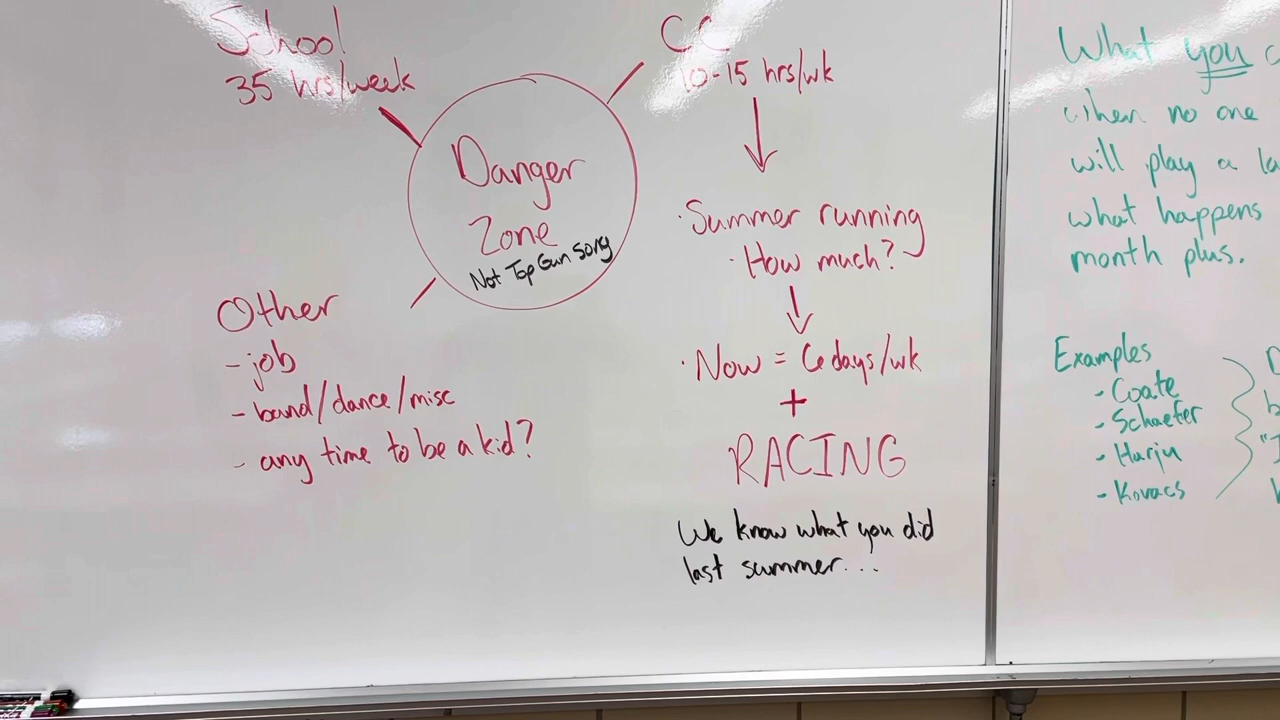 School
35 hrs/week
CC
10-15 hrs/wk
Danger
Zone
Not Top Gun Song
· Summer running
· How much?
· Now = 6 days/wk
+
RACING
We know what you did
last summer...
Other
- job
- band/dance/misc
- any time to be a kid?
What you
when no one
will play a
what happens
month plus.
Examples
- Coate
- Schaefer
- Harju
- Kovacs